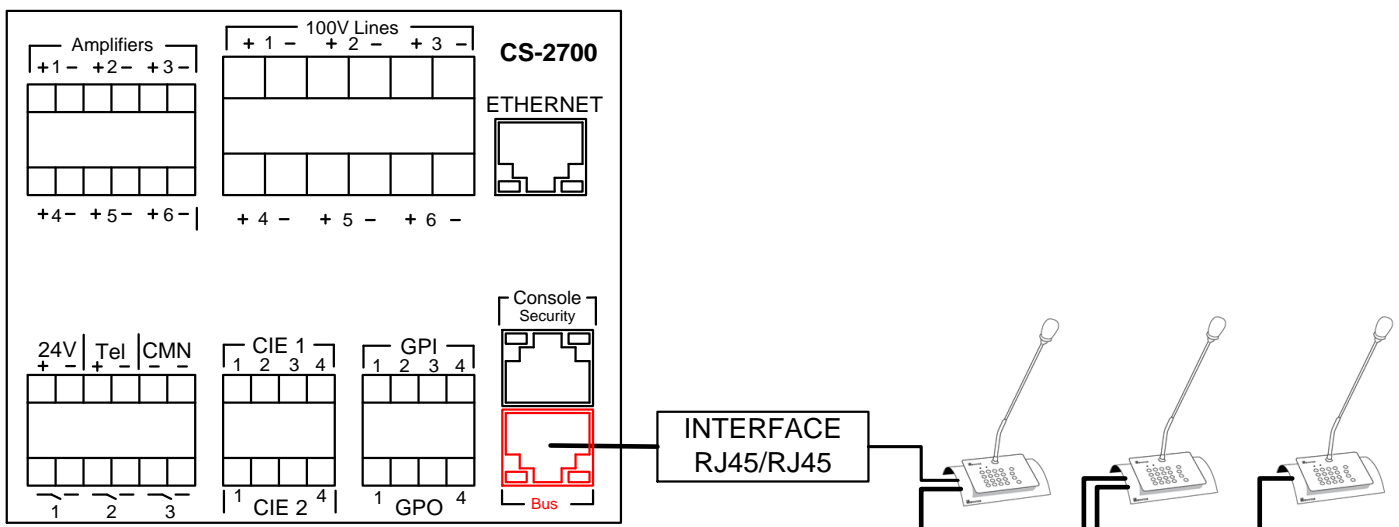 100V Lines
Amplifiers
+ 1 – + 2 – + 3 –
CS-2700
+1– +2– +3–
ETHERNET
+4– +5– +6–
+ 4 – + 5 – + 6 –
Console
Security
24V Tel CMN
+ – + – – –
CIE 1
1 2 3 4
GPI
1 2 3 4
INTERFACE
RJ45/RJ45
1 2 3
1 4
CIE 2
1 4
GPO
Bus